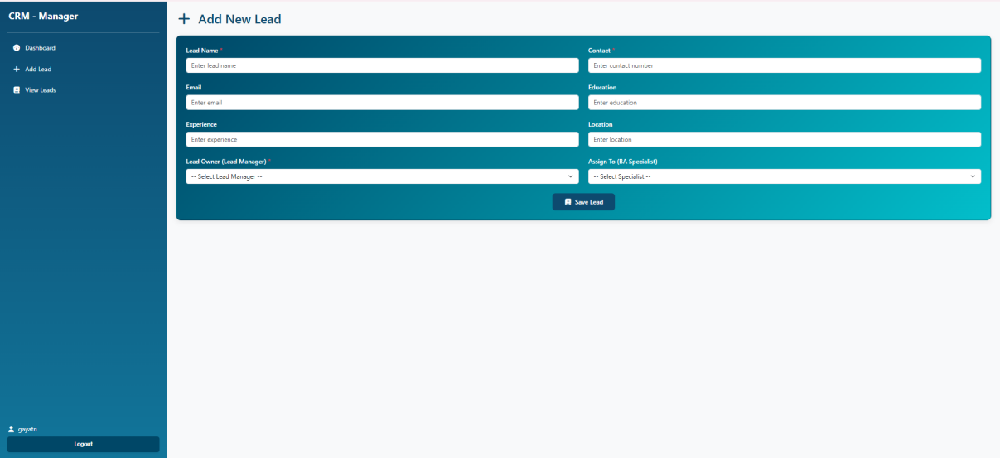 CRM - Manager
Dashboard
Add Lead
View Leads
gayatri
Logout
Add New Lead
Lead Name *
Enter lead name
Contact *
Enter contact number
Email
Enter email
Education
Enter education
Experience
Enter experience
Location
Enter location
Lead Owner (Lead Manager) *
-- Select Lead Manager --
Assign To (BA Specialist)
-- Select Specialist --
Save Lead